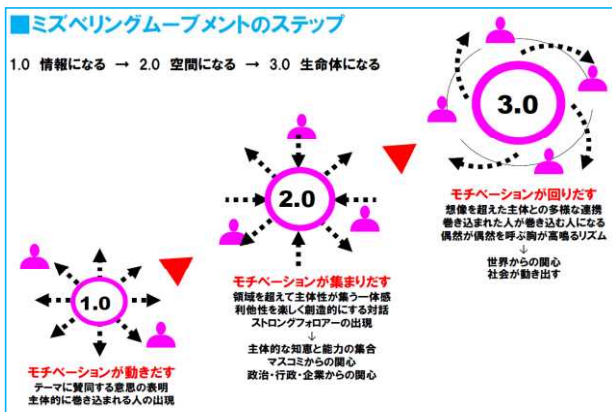 ■ミズベリングムーブメントのステップ
1.0 情報になる → 2.0 空間になる → 3.0 生命体になる
3.0
モチベーションが回りだす
想像を超えた主体との多様な連携
巻き込まれた人が巻き込む人になる
偶然が偶然を呼ぶ胸が高鳴るリズム
↓
世界からの関心
社会が動き出す
2.0
モチベーションが集まりだす
領域を超えて主体性が集う一体感
利他性を楽しく創造的にする対話
ストロングフォロアーの出現
↓
主体的な知恵と能力の集合
マスコミからの関心
政治・行政・企業からの関心
1.0
モチベーションが動きだす
テーマに賛同する意思の表明
主体的に巻き込まれる人の出現